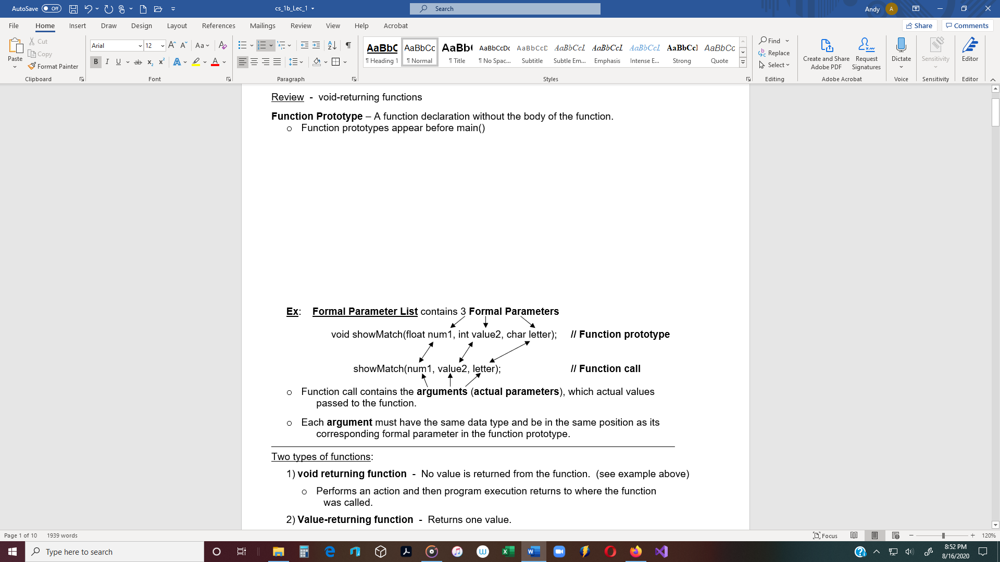 AutoSave Off cs_1b_Lec_1 Search Andy A
File Home Insert Draw Design Layout References Mailings Review View Help Acrobat Share Comments
Paste Cut Copy Format Painter
Arial 12 Aa
B I U ab x₂ x² A A
AaBbC AaBbCc AaBb( AaBbCcDc AaBbCcD AaBbCcL AaBbCcL AaBbCcL AaBbCcl AaBbCc
¶ Heading 1 ¶ Normal ¶ Title ¶ No Spac... Subtitle Subtle Em... Emphasis Intense E... Strong Quote
Find Replace Select
Create and Share Adobe PDF Request Signatures Dictate Sensitivity Editor
Clipboard Font Paragraph Styles Editing Adobe Acrobat Voice Sensitivity Editor
Review - void-returning functions
Function Prototype – A function declaration without the body of the function.
o Function prototypes appear before main()
Ex: Formal Parameter List contains 3 Formal Parameters
void showMatch(float num1, int value2, char letter); // Function prototype
showMatch(num1, value2, letter); // Function call
o Function call contains the arguments (actual parameters), which actual values
passed to the function.
o Each argument must have the same data type and be in the same position as its
corresponding formal parameter in the function prototype.
Two types of functions:
1) void returning function - No value is returned from the function. (see example above)
o Performs an action and then program execution returns to where the function
was called.
2) Value-returning function - Returns one value.
Page 1 of 10 1939 words Focus 120%
Type here to search
8:52 PM
8/16/2020